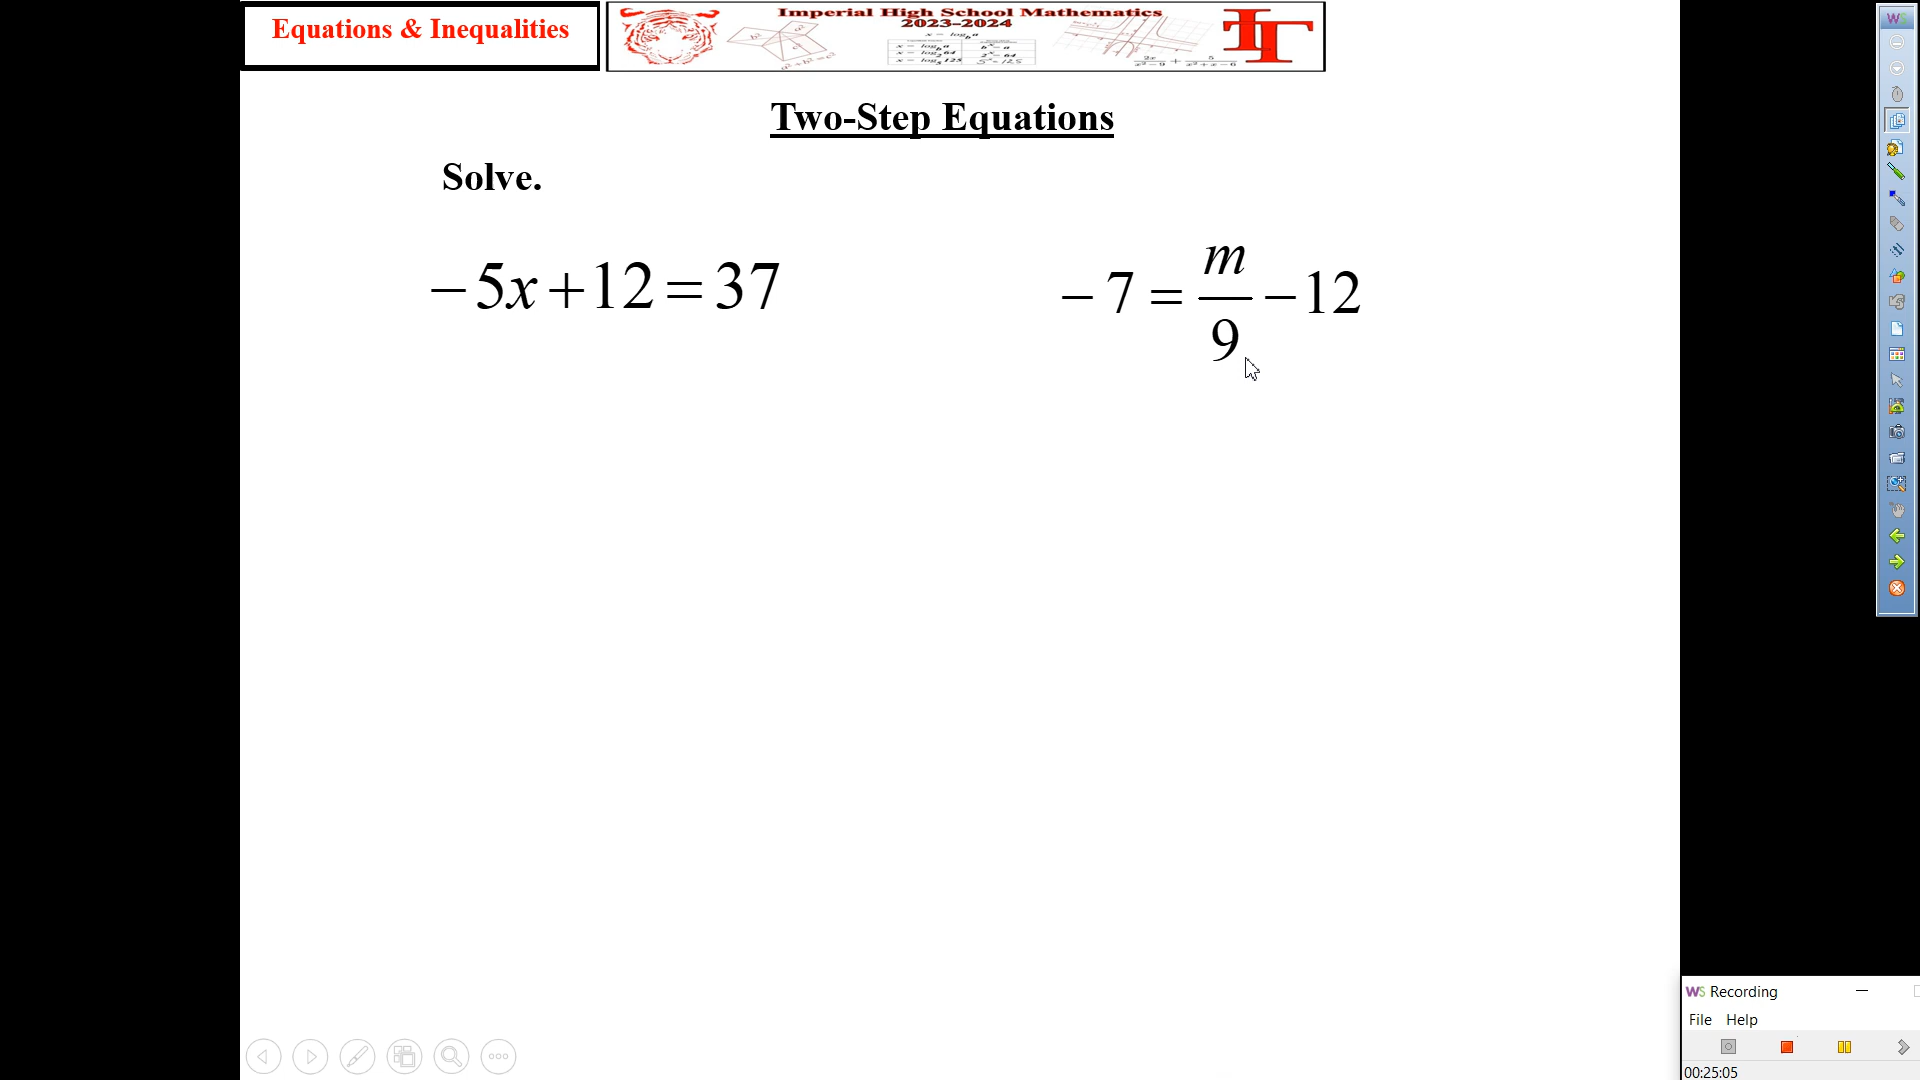 Equations & Inequalities
Imperial High School Mathematics
2023-2024
Two-Step Equations
Solve.
−5x+12=37
−7 = m/9 −12
WS Recording
File Help
00:25:05